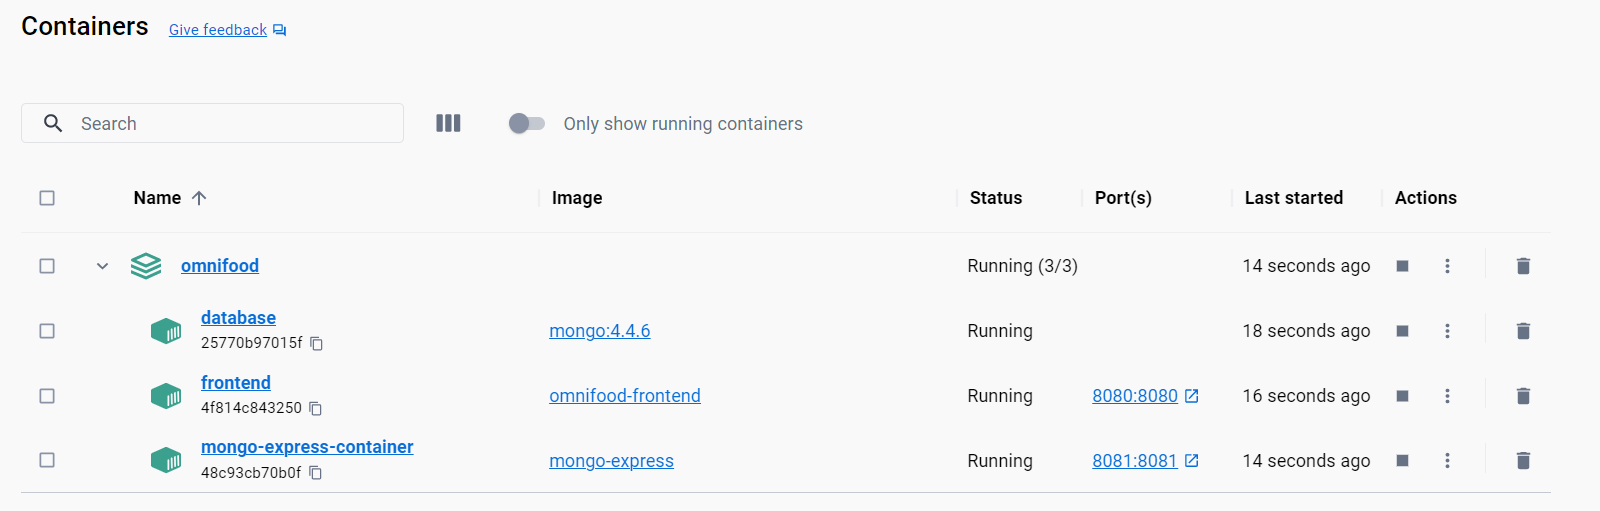 Containers Give feedback
Search Only show running containers
Name Image Status Port(s) Last started Actions
omnifood Running (3/3) 14 seconds ago
database
25770b97015f mongo:4.4.6 Running 18 seconds ago
frontend
4f814c843250 omnifood-frontend Running 8080:8080 16 seconds ago
mongo-express-container
48c93cb70b0f mongo-express Running 8081:8081 14 seconds ago